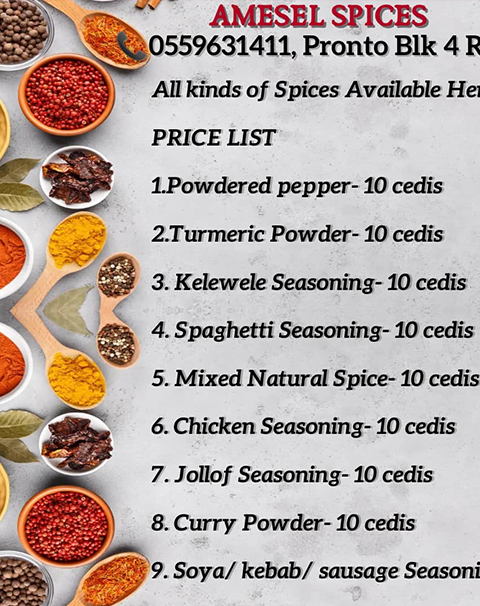 AMESEL SPICES
0559631411, Pronto Blk 4 R
All kinds of Spices Available Her
PRICE LIST
1.Powdered pepper- 10 cedis
2.Turmeric Powder- 10 cedis
3. Kelewele Seasoning- 10 cedis
4. Spaghetti Seasoning- 10 cedis
5. Mixed Natural Spice- 10 cedis
6. Chicken Seasoning- 10 cedis
7. Jollof Seasoning- 10 cedis
8. Curry Powder- 10 cedis
9. Soya/ kebab/ sausage Seasoni